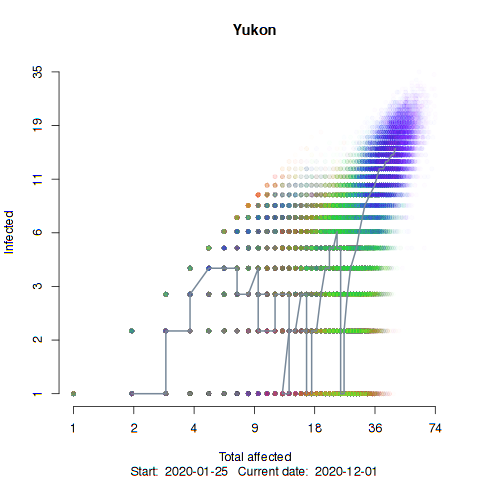 Yukon
35
19
11
6
3
2
1
Infected
1 2 4 9 18 36 74
Total affected
Start: 2020-01-25 Current date: 2020-12-01